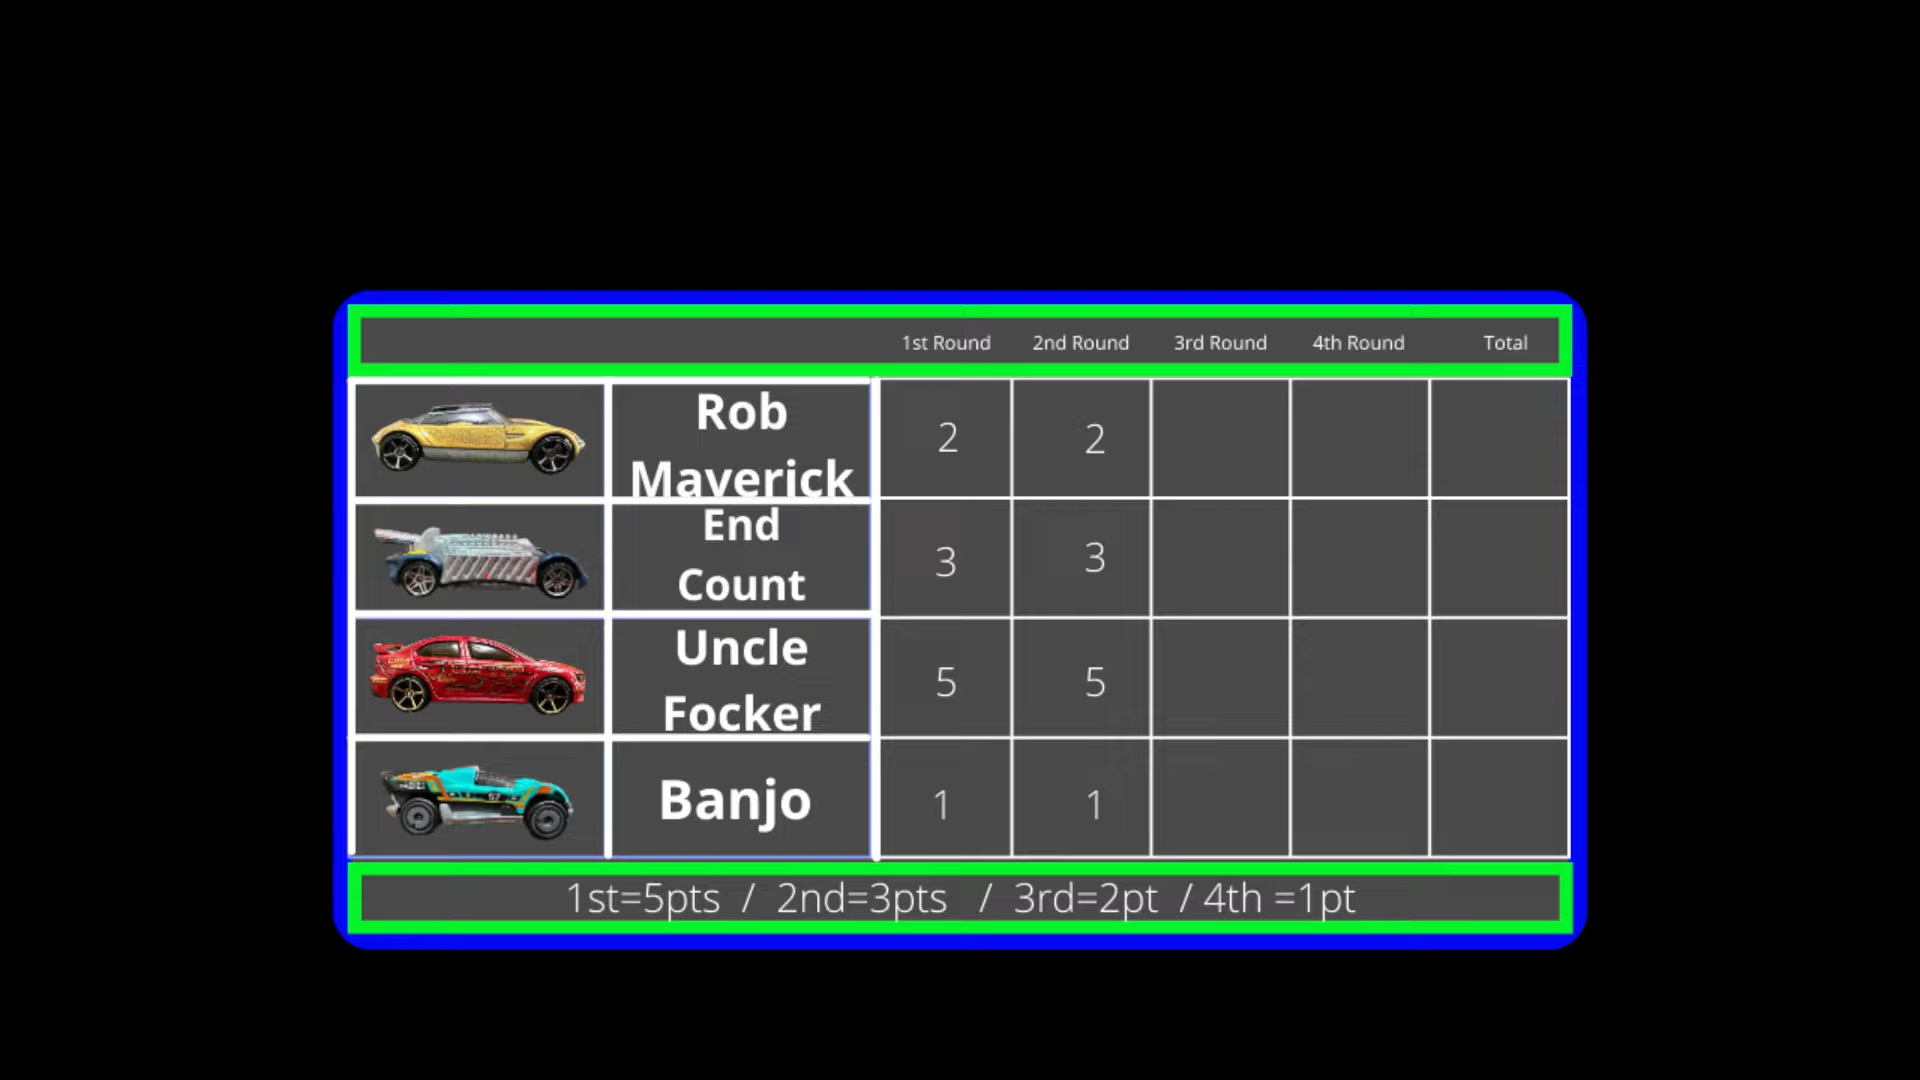 1st Round 2nd Round 3rd Round 4th Round Total
Rob
Maverick
2 2
End
Count
3 3
Uncle
Focker
5 5
Banjo
1 1
1st=5pts / 2nd=3pts / 3rd=2pt / 4th =1pt